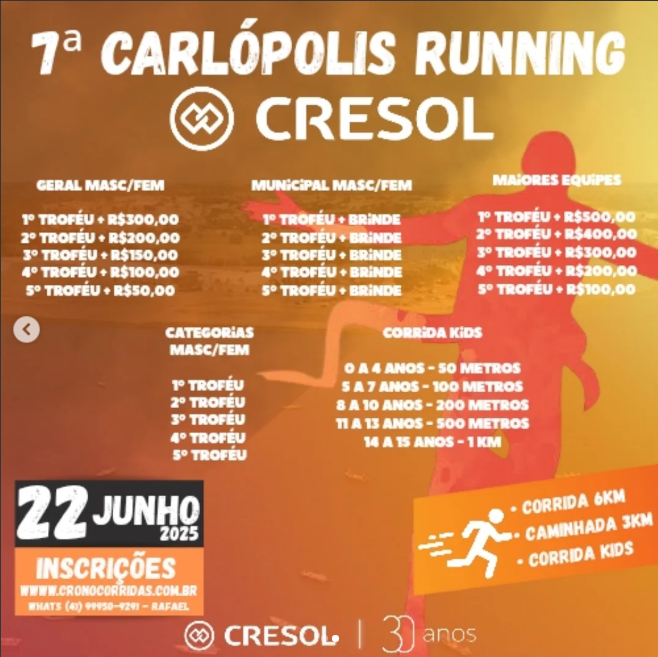 7ª CARLÓPOLIS RUNNING
CRESOL
GERAL MASC/FEM
1º TROFÉU + R$300,00
2º TROFÉU + R$200,00
3º TROFÉU + R$150,00
4º TROFÉU + R$100,00
5º TROFÉU + R$50,00
MUNICIPAL MASC/FEM
1º TROFÉU + BRINDE
2º TROFÉU + BRINDE
3º TROFÉU + BRINDE
4º TROFÉU + BRINDE
5º TROFÉU + BRINDE
MAIORES EQUIPES
1º TROFÉU + R$500,00
2º TROFÉU + R$400,00
3º TROFÉU + R$300,00
4º TROFÉU + R$200,00
5º TROFÉU + R$100,00
CATEGORIAS
MASC/FEM
1º TROFÉU
2º TROFÉU
3º TROFÉU
4º TROFÉU
5º TROFÉU
CORRIDA KIDS
0 A 4 ANOS - 50 METROS
5 A 7 ANOS - 100 METROS
8 A 10 ANOS - 200 METROS
11 A 13 ANOS - 500 METROS
14 A 15 ANOS - 1 KM
22 JUNHO
2025
INSCRIÇÕES
WWW.CRONOCORRIDAS.COM.BR
WHATS (41) 99950-9291 - RAFAEL
• CORRIDA 6KM
• CAMINHADA 3KM
• CORRIDA KIDS
CRESOL | 30 anos